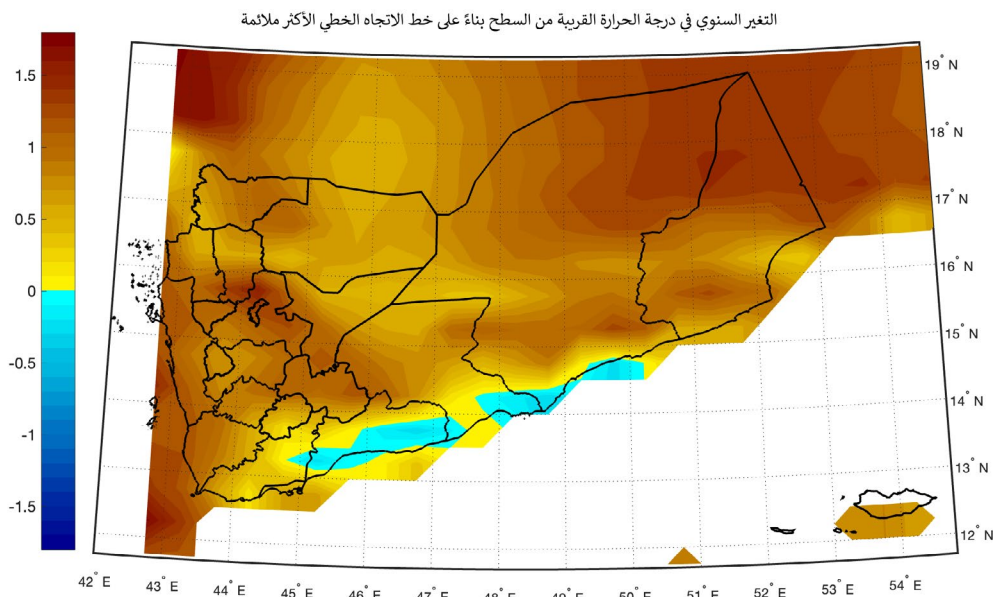 التغير السنوي في درجة الحرارة القريبة من السطح بناءً على خط الاتجاه الخطي الأكثر ملائمة
1.5
1
0.5
0
-0.5
-1
-1.5
19° N
18° N
17° N
16° N
15° N
14° N
13° N
12° N
42° E
43° E
44° E
45° E
46° E
47° E
48° E
49° E
50° E
51° E
52° E
53° E
54° E